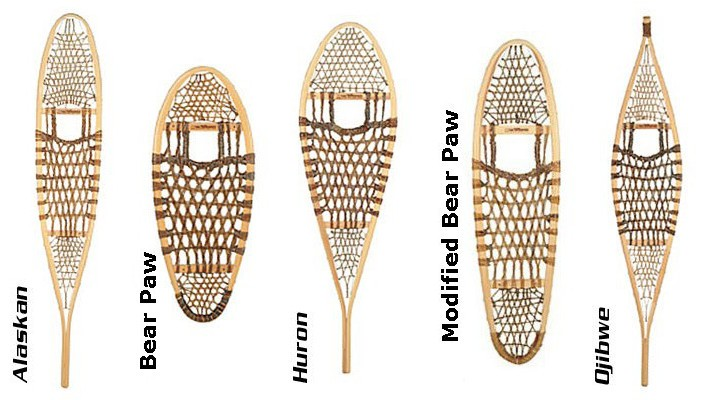 Alaskan
Bear Paw
Huron
Modified Bear Paw
Ojibwe